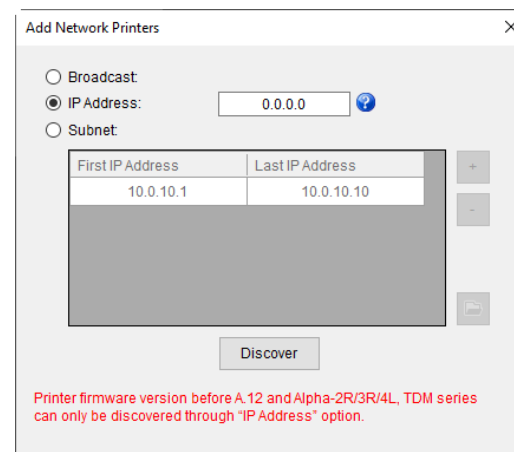 Add Network Printers
Broadcast:
IP Address: 0.0.0.0
Subnet:
First IP Address Last IP Address
10.0.10.1 10.0.10.10
+
-
Discover
Printer firmware version before A.12 and Alpha-2R/3R/4L, TDM series
can only be discovered through “IP Address” option.